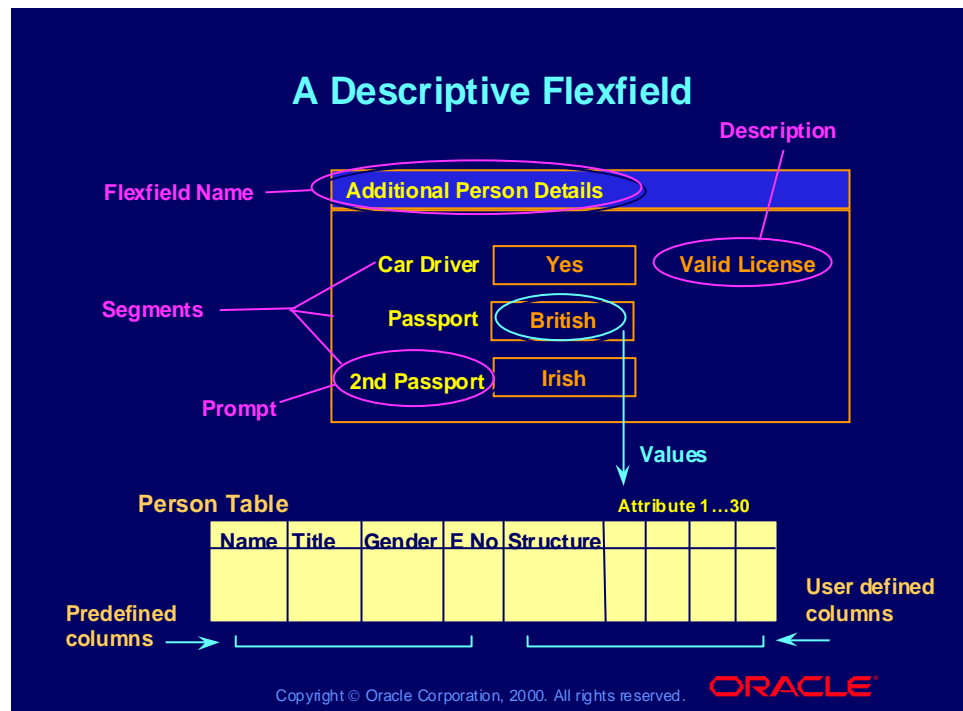 A Descriptive Flexfield
Description
Flexfield Name
Additional Person Details
Car Driver
Yes
Valid License
Segments
Passport
British
2nd Passport
Irish
Prompt
Values
Person Table
Attribute 1…30
Name Title Gender E No Structure
Predefined
columns
User defined
columns
Copyright © Oracle Corporation, 2000. All rights reserved.
ORACLE®